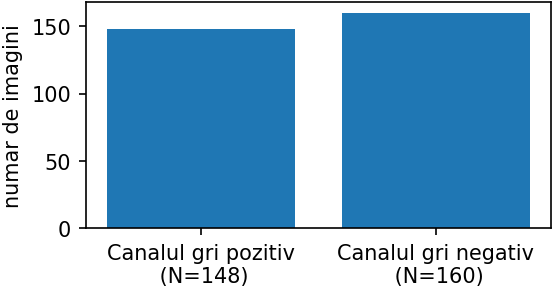 numar de imagini
150
100
50
0
Canalul gri pozitiv
(N=148)
Canalul gri negativ
(N=160)